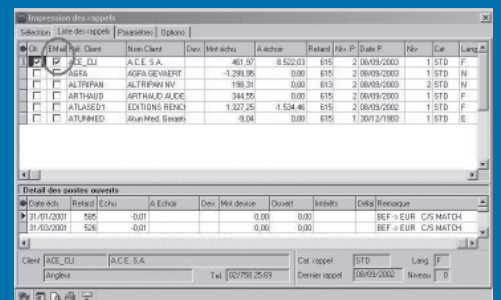 Impression des rappels
Sélection Liste des rappels Paramètres Options
Ok EMail Réf. Client Nom Client Dev. Mnt échu A échoir Retard Niv. P. Date P. Niv Cat Lang
ACE_CLI A.C.E. S.A. 461,97 8.522,03 615 2 08/09/2003 1 STD F
AGFA AGFA GEVAERT -1.299,95 0,00 615 2 08/09/2003 1 STD N
ALTRIPAN ALTRIPAN NV 198,31 0,00 613 2 08/09/2003 2 STD N
ARTHAUD ARTHAUD AUDE 344,55 0,00 615 2 08/09/2003 1 STD F
ATLASED1 EDITIONS RENC 1.327,25 -1.534,46 615 2 08/09/2002 1 STD F
ATUNMED Atun Med. -9,04 0,00 615 1 30/12/1903 1 STD E
Detail des postes ouverts
Date éch. Retard Echu A Echoir Dev. Mnt device Ouvert Intérêts Délai Remarque
31/01/2001 585 -0,01 0,00 0,00 BEF -> EUR C/S MATCH
31/03/2001 526 -0,01 0,00 0,00 BEF -> EUR C/S MATCH
Client ACE_CLI A.C.E. S.A. Cat. rappel STD Lang. F
Angleur Tel. 02/798.25.69 Dernier rappel 08/09/2002 Niveau 0